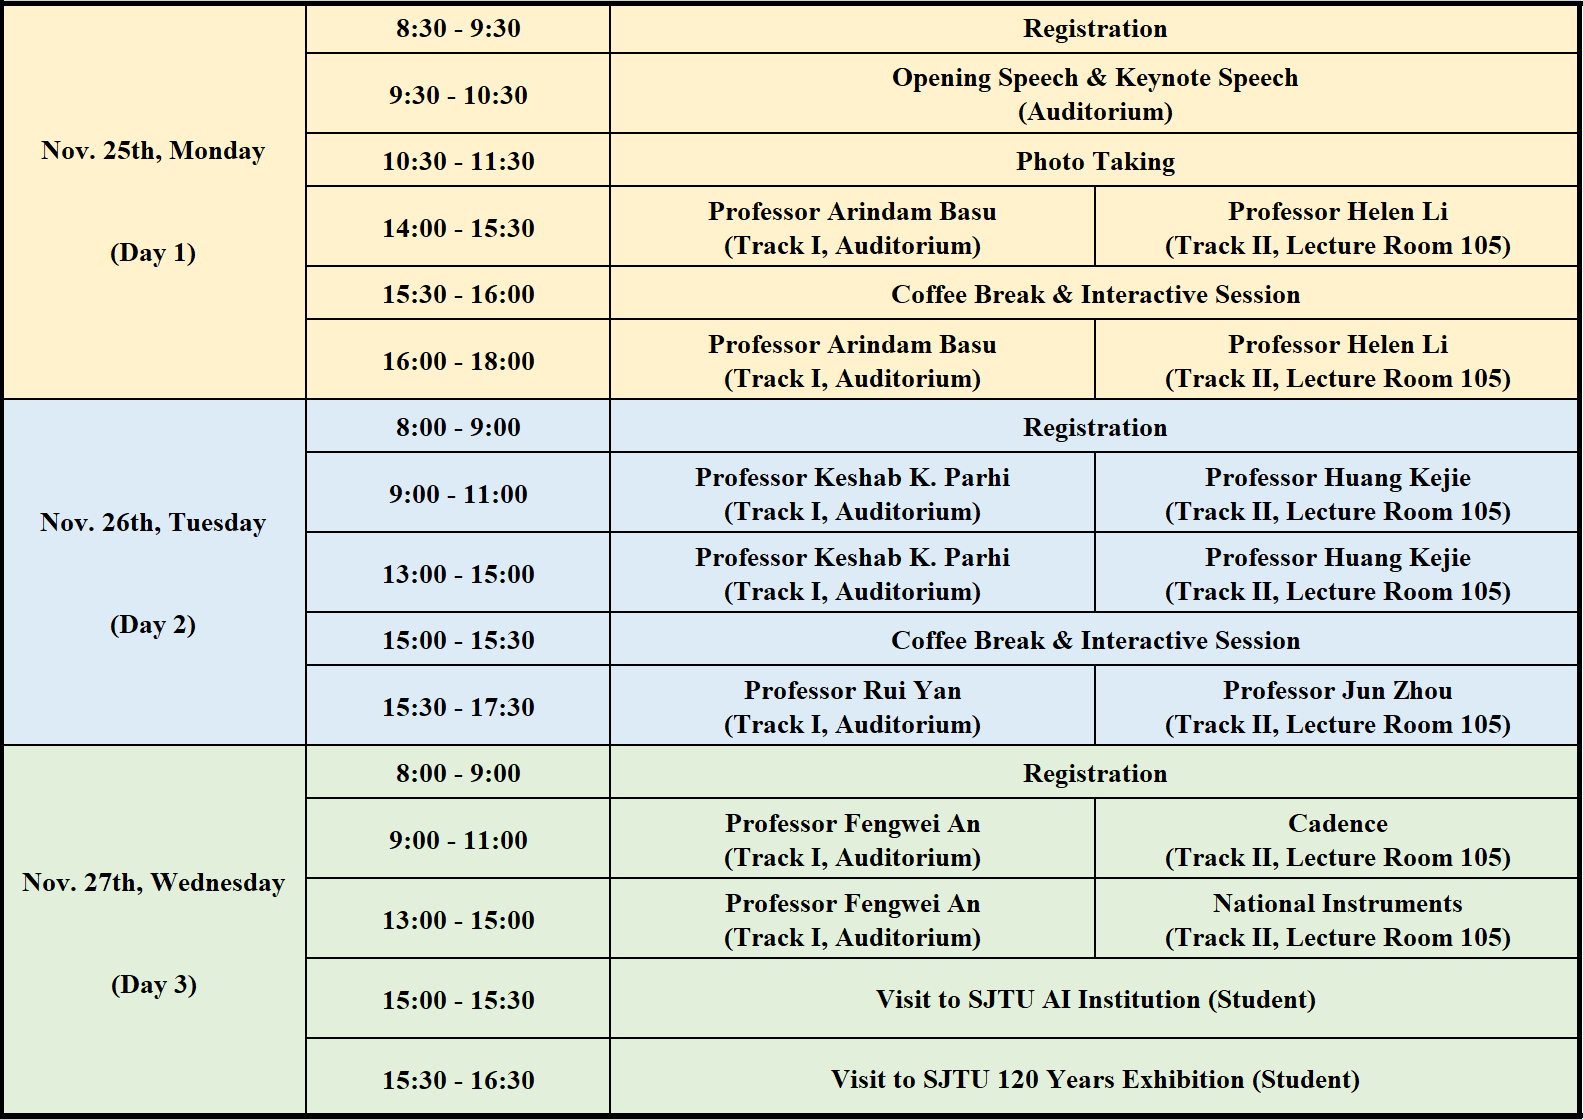 Nov. 25th, Monday
(Day 1)
8:30 - 9:30
Registration
9:30 - 10:30
Opening Speech & Keynote Speech
(Auditorium)
10:30 - 11:30
Photo Taking
14:00 - 15:30
Professor Arindam Basu
(Track I, Auditorium)
Professor Helen Li
(Track II, Lecture Room 105)
15:30 - 16:00
Coffee Break & Interactive Session
16:00 - 18:00
Professor Arindam Basu
(Track I, Auditorium)
Professor Helen Li
(Track II, Lecture Room 105)
Nov. 26th, Tuesday
(Day 2)
8:00 - 9:00
Registration
9:00 - 11:00
Professor Keshab K. Parhi
(Track I, Auditorium)
Professor Huang Kejie
(Track II, Lecture Room 105)
13:00 - 15:00
Professor Keshab K. Parhi
(Track I, Auditorium)
Professor Huang Kejie
(Track II, Lecture Room 105)
15:00 - 15:30
Coffee Break & Interactive Session
15:30 - 17:30
Professor Rui Yan
(Track I, Auditorium)
Professor Jun Zhou
(Track II, Lecture Room 105)
Nov. 27th, Wednesday
(Day 3)
8:00 - 9:00
Registration
9:00 - 11:00
Professor Fengwei An
(Track I, Auditorium)
Cadence
(Track II, Lecture Room 105)
13:00 - 15:00
Professor Fengwei An
(Track I, Auditorium)
National Instruments
(Track II, Lecture Room 105)
15:00 - 15:30
Visit to SJTU AI Institution (Student)
15:30 - 16:30
Visit to SJTU 120 Years Exhibition (Student)